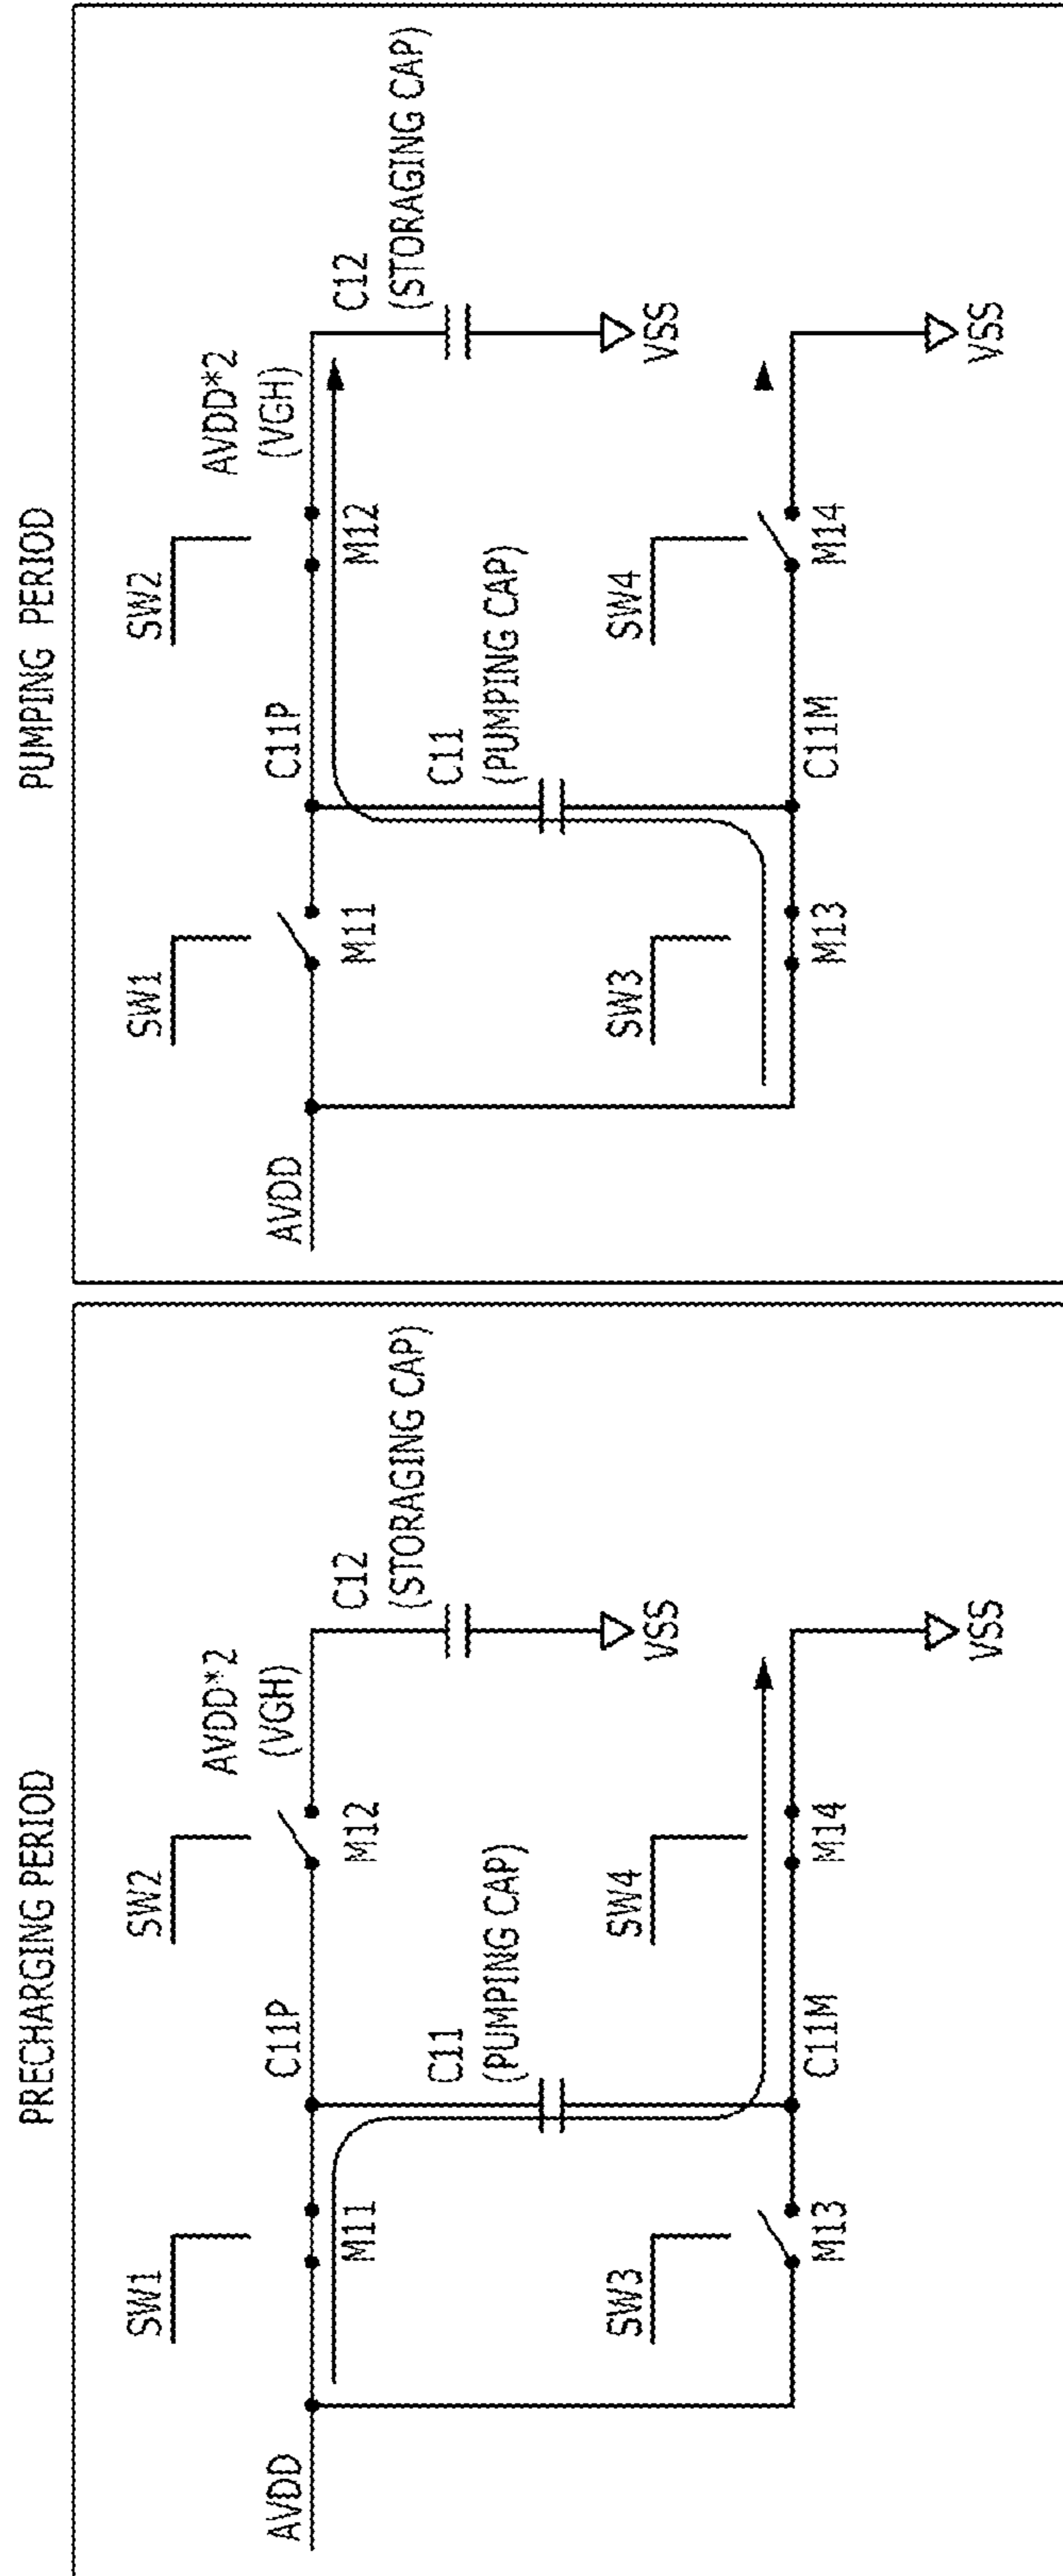 PRECHARGING PERIOD
SW1
SW2
AVDD*2
(VGH)
AVDD
M11
C11P
M12
C12
(STORAGING CAP)
C11
(PUMPING CAP)
SW3
SW4
VSS
M13
C11M
M14
VSS
PUMPING PERIOD
SW1
SW2
AVDD*2
(VGH)
AVDD
M11
C11P
M12
C12
(STORAGING CAP)
C11
(PUMPING CAP)
SW3
SW4
VSS
M13
C11M
M14
VSS